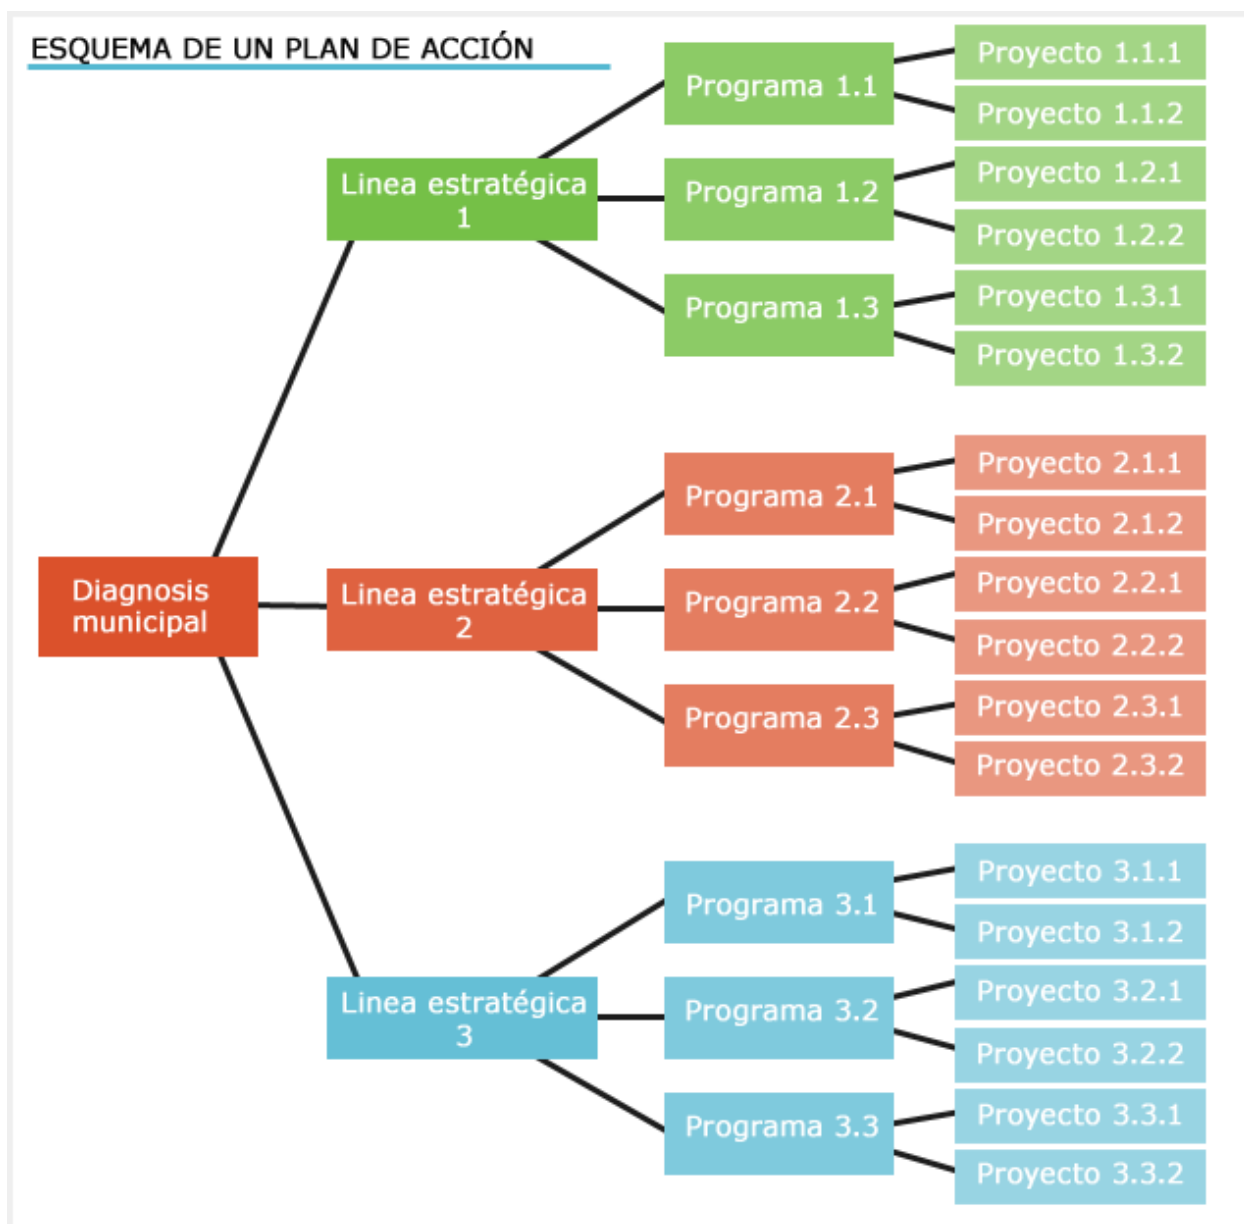 ESQUEMA DE UN PLAN DE ACCIÓN
Diagnosis
municipal
Linea estratégica
1
Programa 1.1
Proyecto 1.1.1
Proyecto 1.1.2
Programa 1.2
Proyecto 1.2.1
Proyecto 1.2.2
Programa 1.3
Proyecto 1.3.1
Proyecto 1.3.2
Linea estratégica
2
Programa 2.1
Proyecto 2.1.1
Proyecto 2.1.2
Programa 2.2
Proyecto 2.2.1
Proyecto 2.2.2
Programa 2.3
Proyecto 2.3.1
Proyecto 2.3.2
Linea estratégica
3
Programa 3.1
Proyecto 3.1.1
Proyecto 3.1.2
Programa 3.2
Proyecto 3.2.1
Proyecto 3.2.2
Programa 3.3
Proyecto 3.3.1
Proyecto 3.3.2